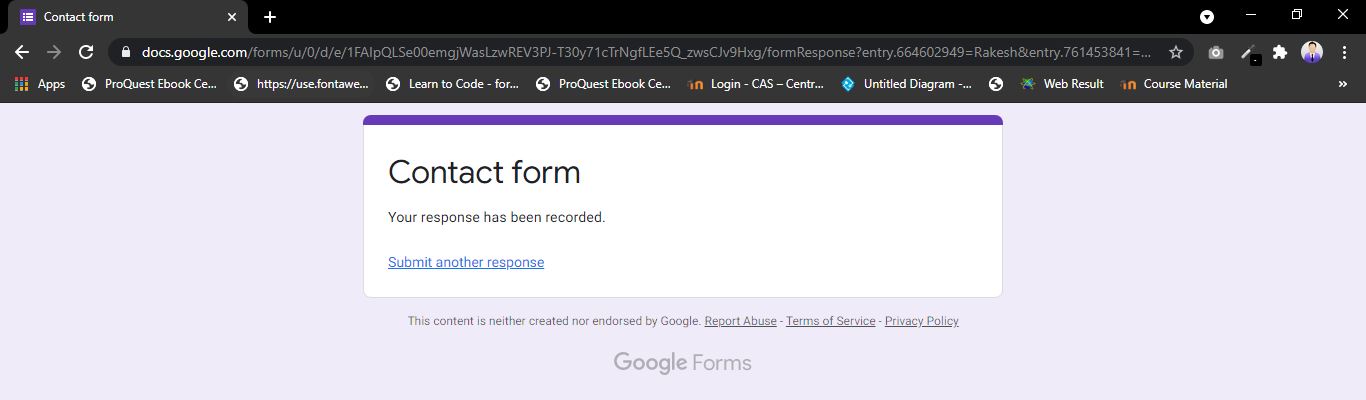 Contact form
docs.google.com/forms/u/0/d/e/1FAIpQLSe00emgjWasLzwREV3PJ-T30y71cTrNgfLEe5Q_zwsCJv9Hxg/formResponse?entry.664602949=Rakesh&entry.761453841=...
Apps ProQuest Ebook Ce... https://use.fontawe... Learn to Code - for... ProQuest Ebook Ce... Login - CAS – Centr... Untitled Diagram -... Web Result Course Material »
Contact form
Your response has been recorded.
Submit another response
This content is neither created nor endorsed by Google. Report Abuse - Terms of Service - Privacy Policy
Google Forms